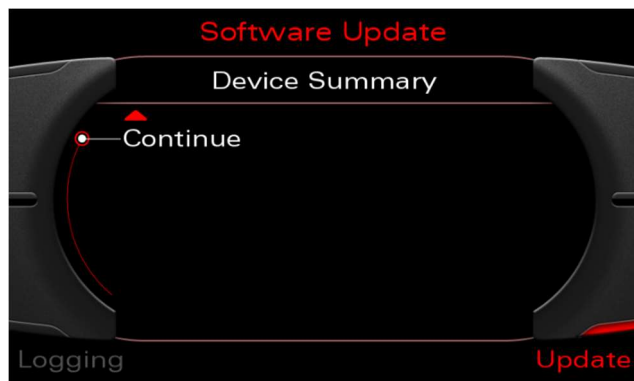 Software Update
Device Summary
Continue
Logging
Update